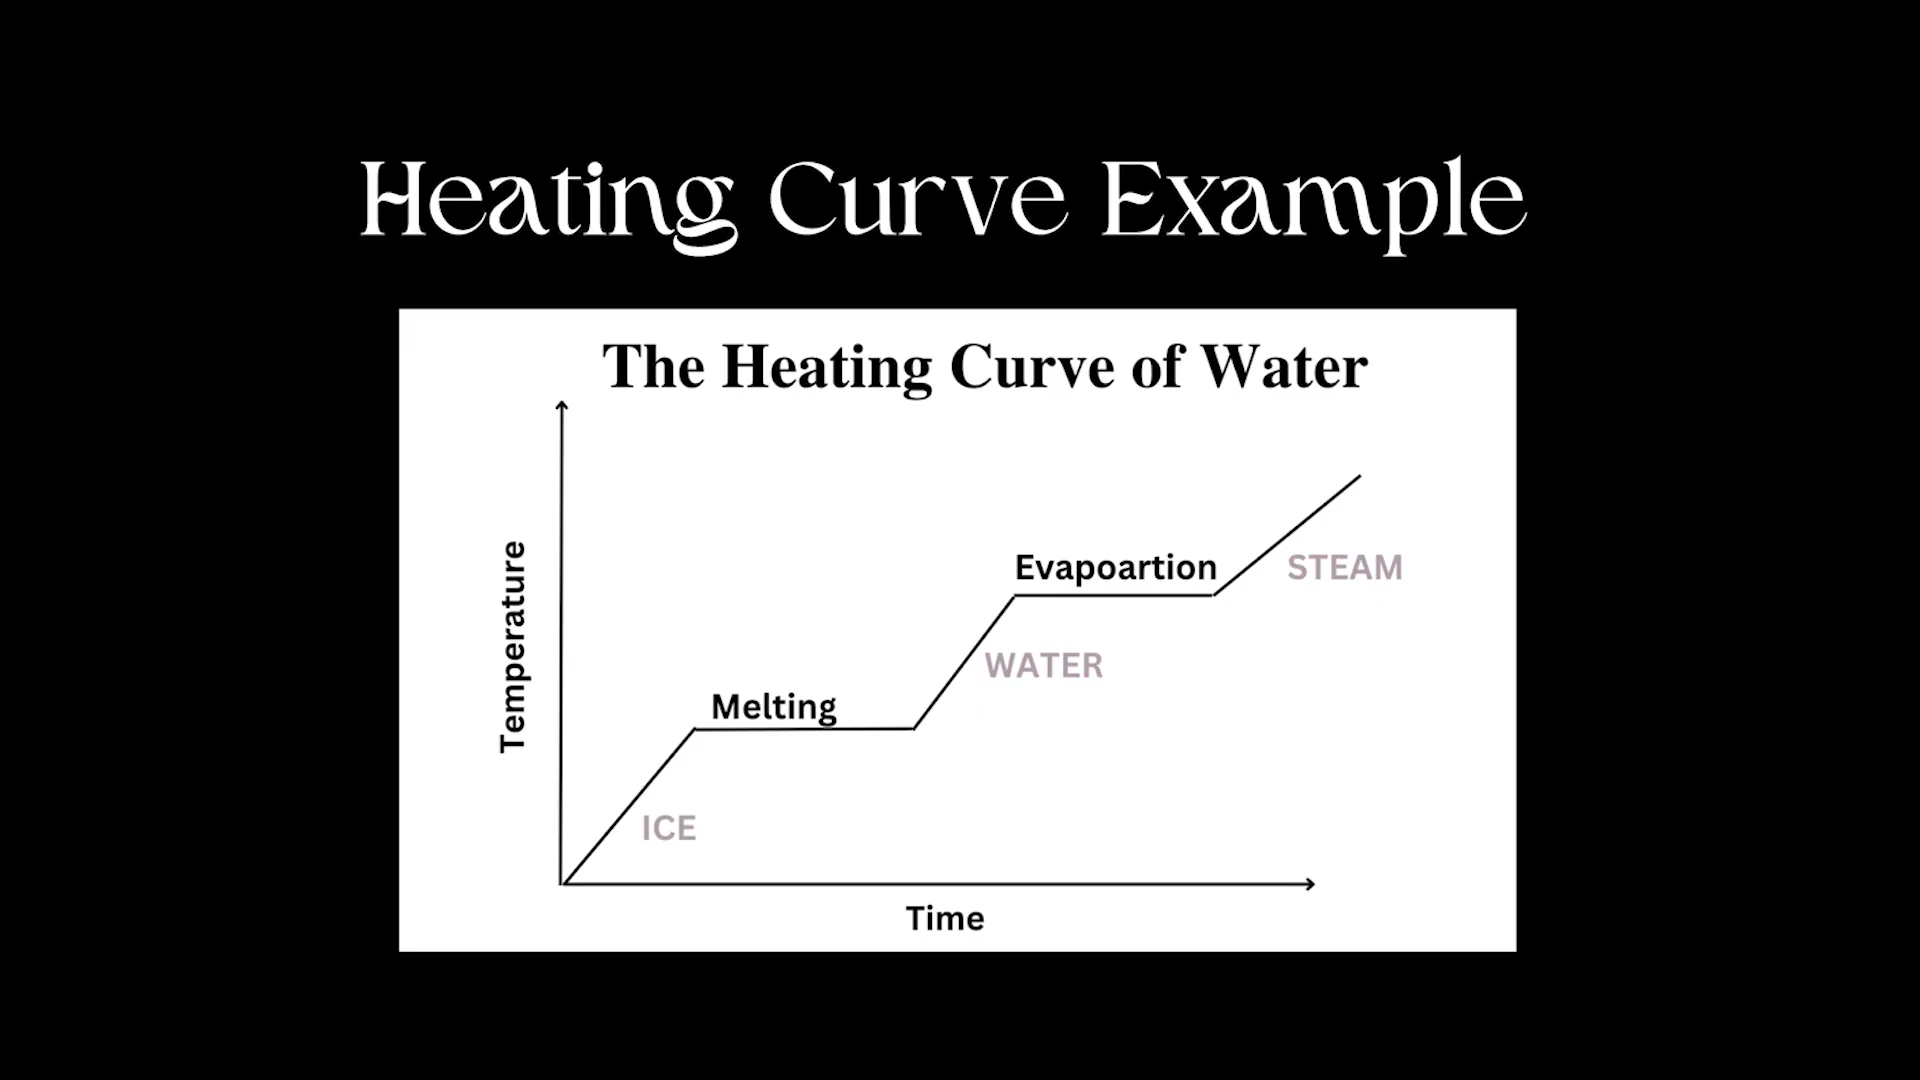 Heating Curve Example
The Heating Curve of Water
Temperature
Evapoartion
STEAM
WATER
Melting
ICE
Time